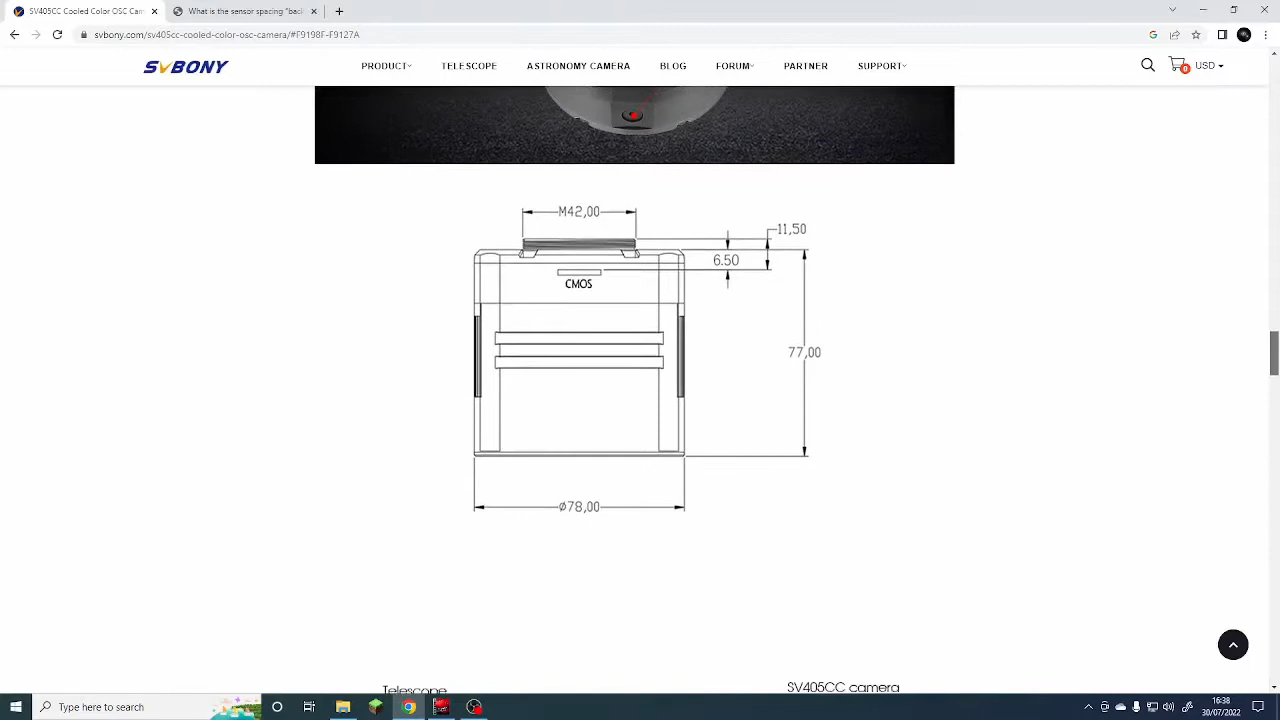 SV405CC Cooled Color OSC Cam
What is the sensor spacing "back
svbony.com/sv405cc-cooled-color-osc-camera/#F9198F-F9127A
SVBONY
PRODUCT TELESCOPE ASTRONOMY CAMERA BLOG FORUM PARTNER SUPPORT
0
USD
M42,00
11,50
6.50
CMOS
77,00
ø78,00
Telescope
SV405CC camera
Type here to search
16:38
30/07/2022